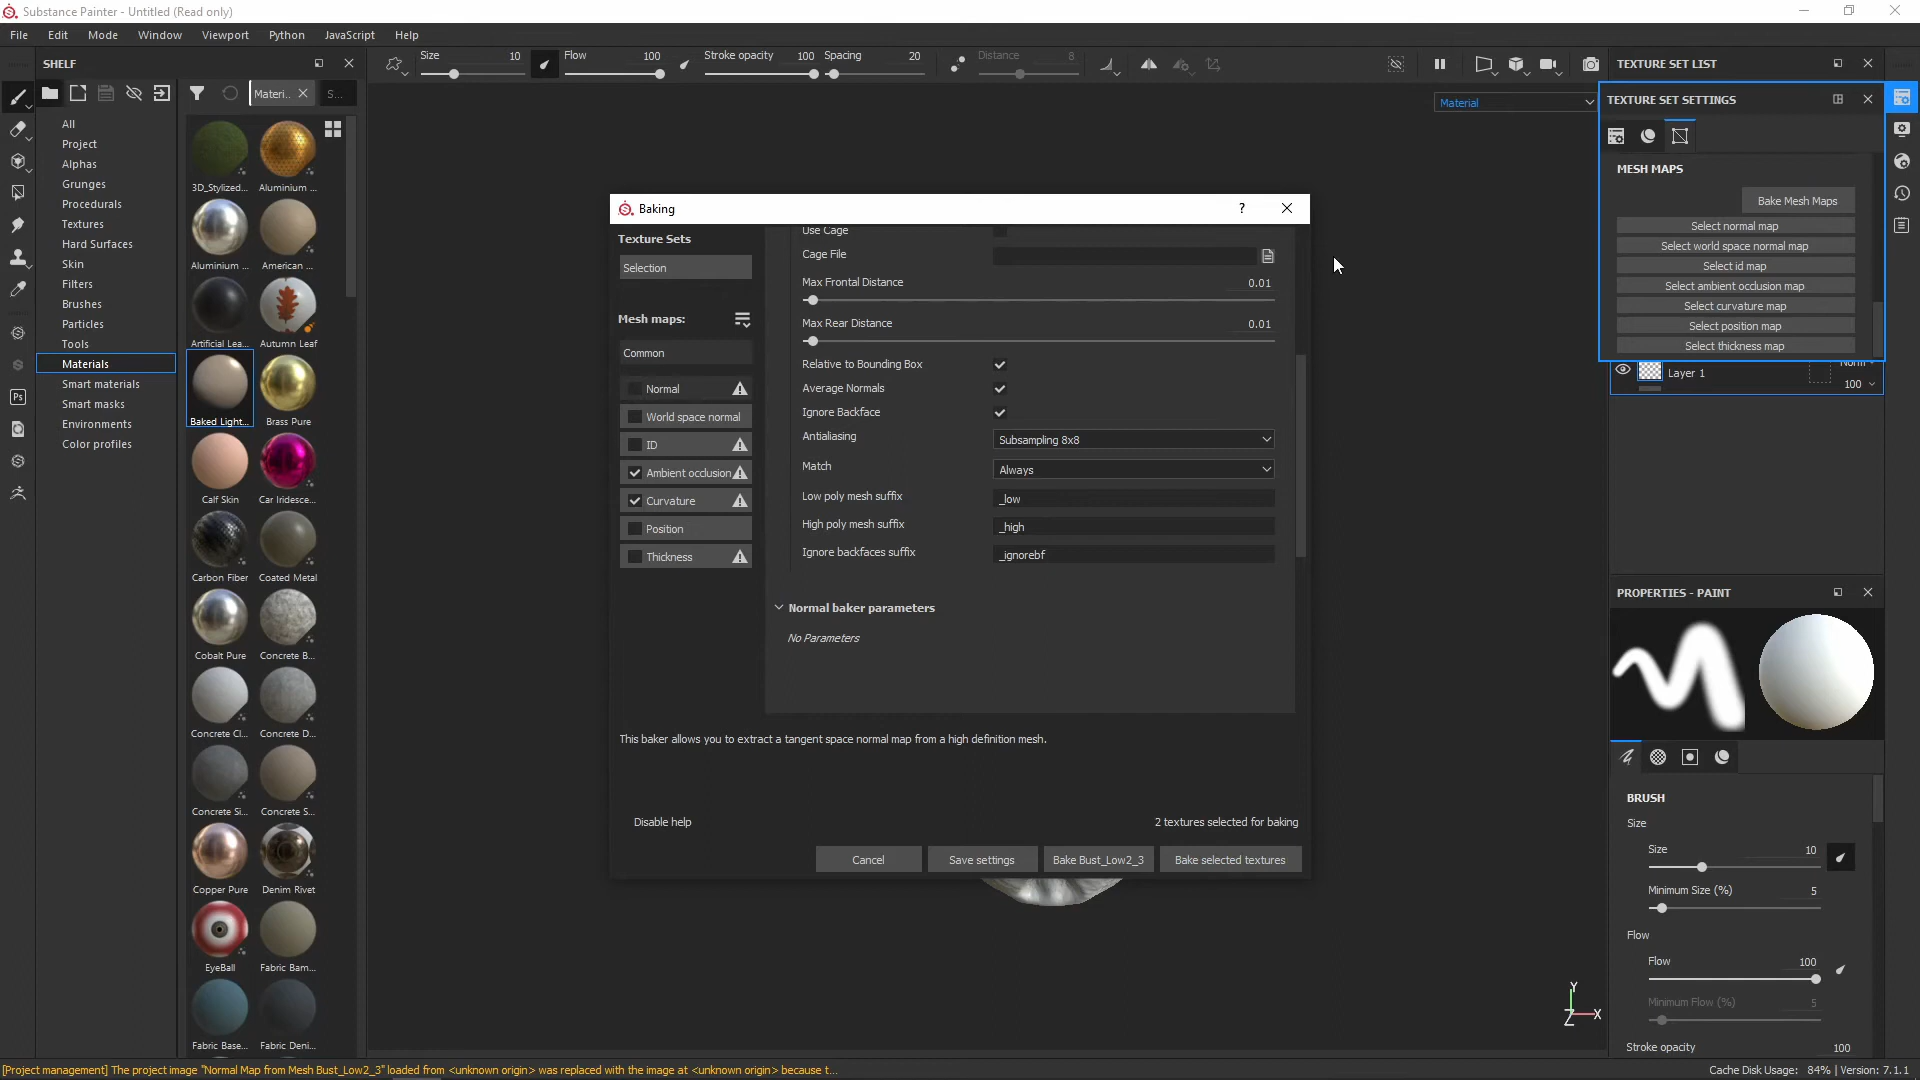 Substance Painter - Untitled (Read only)
File Edit Mode Window Viewport Python JavaScript Help
SHELF
Size 10
Flow 100
Stroke opacity 100
Spacing 20
Distance 8
TEXTURE SET LIST
Materi...
S...
Material
TEXTURE SET SETTINGS
All
Project
Alphas
Grunges
Procedurals
Textures
Hard Surfaces
Skin
Filters
Brushes
Particles
Tools
Materials
Smart materials
Smart masks
Environments
Color profiles
3D_Stylized... Aluminium ...
Aluminium ... American ...
Artificial Lea... Autumn Leaf
Baked Light... Brass Pure
Calf Skin Car Iridesce...
Carbon Fiber Coated Metal
Cobalt Pure Concrete B...
Concrete Cl... Concrete D...
Concrete Si... Concrete S...
Copper Pure Denim Rivet
EyeBall Fabric Bam...
Fabric Base... Fabric Deni...
Ps
Baking
?
Texture Sets
Selection
Mesh maps:
Common
Normal
World space normal
ID
Ambient occlusion
Curvature
Position
Thickness
Use Cage
Cage File
Max Frontal Distance 0.01
Max Rear Distance 0.01
Relative to Bounding Box
Average Normals
Ignore Backface
Antialiasing Subsampling 8x8
Match Always
Low poly mesh suffix _low
High poly mesh suffix _high
Ignore backfaces suffix _ignorebf
Normal baker parameters
No Parameters
This baker allows you to extract a tangent space normal map from a high definition mesh.
Disable help
2 textures selected for baking
Cancel
Save settings
Bake Bust_Low2_3
Bake selected textures
MESH MAPS
Bake Mesh Maps
Select normal map
Select world space normal map
Select id map
Select ambient occlusion map
Select curvature map
Select position map
Select thickness map
Norm
Layer 1
100
PROPERTIES - PAINT
BRUSH
Size
Size 10
Minimum Size (%) 5
Flow
Flow 100
Minimum Flow (%) 5
Stroke opacity 100
Y
Z
X
[Project management] The project image "Normal Map from Mesh Bust_Low2_3" loaded from <unknown origin> was replaced with the image at <unknown origin> because t...
Cache Disk Usage: 84% | Version: 7.1.1